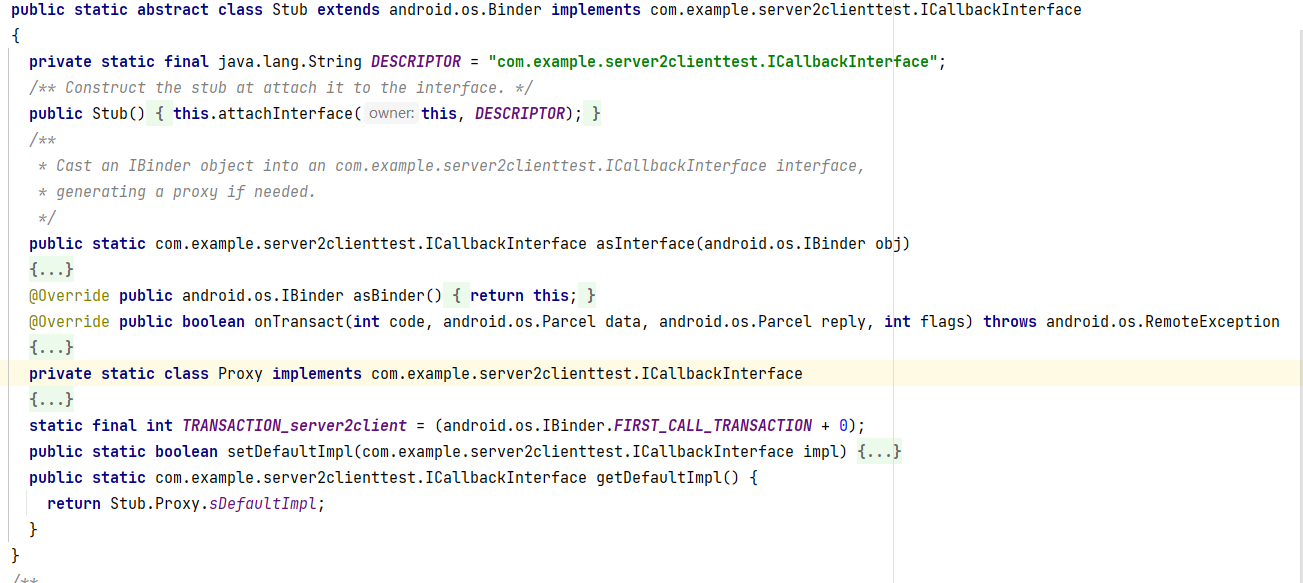 public static abstract class Stub extends android.os.Binder implements com.example.server2clienttest.ICallbackInterface
{
  private static final java.lang.String DESCRIPTOR = "com.example.server2clienttest.ICallbackInterface";
  /** Construct the stub at attach it to the interface. */
  public Stub() { this.attachInterface( owner: this, DESCRIPTOR); }
  /**
   * Cast an IBinder object into an com.example.server2clienttest.ICallbackInterface interface,
   * generating a proxy if needed.
   */
  public static com.example.server2clienttest.ICallbackInterface asInterface(android.os.IBinder obj)
  {...}
  @Override public android.os.IBinder asBinder() { return this; }
  @Override public boolean onTransact(int code, android.os.Parcel data, android.os.Parcel reply, int flags) throws android.os.RemoteException
  {...}
  private static class Proxy implements com.example.server2clienttest.ICallbackInterface
  {...}
  static final int TRANSACTION_server2client = (android.os.IBinder.FIRST_CALL_TRANSACTION + 0);
  public static boolean setDefaultImpl(com.example.server2clienttest.ICallbackInterface impl) {...}
  public static com.example.server2clienttest.ICallbackInterface getDefaultImpl() {
    return Stub.Proxy.sDefaultImpl;
  }
}
/**